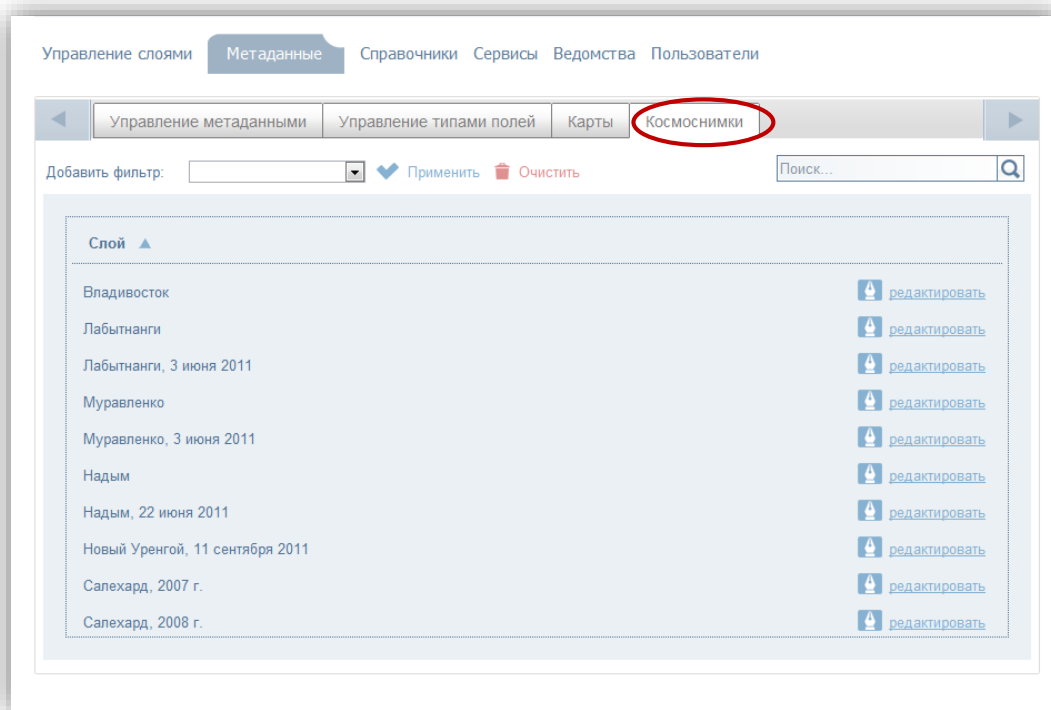 Управление слоями Метаданные Справочники Сервисы Ведомства Пользователи
Управление метаданными Управление типами полей Карты Космоснимки
Добавить фильтр: Применить Очистить Поиск...
Слой
Владивосток редактировать
Лабытнанги редактировать
Лабытнанги, 3 июня 2011 редактировать
Муравленко редактировать
Муравленко, 3 июня 2011 редактировать
Надым редактировать
Надым, 22 июня 2011 редактировать
Новый Уренгой, 11 сентября 2011 редактировать
Салехард, 2007 г. редактировать
Салехард, 2008 г. редактировать